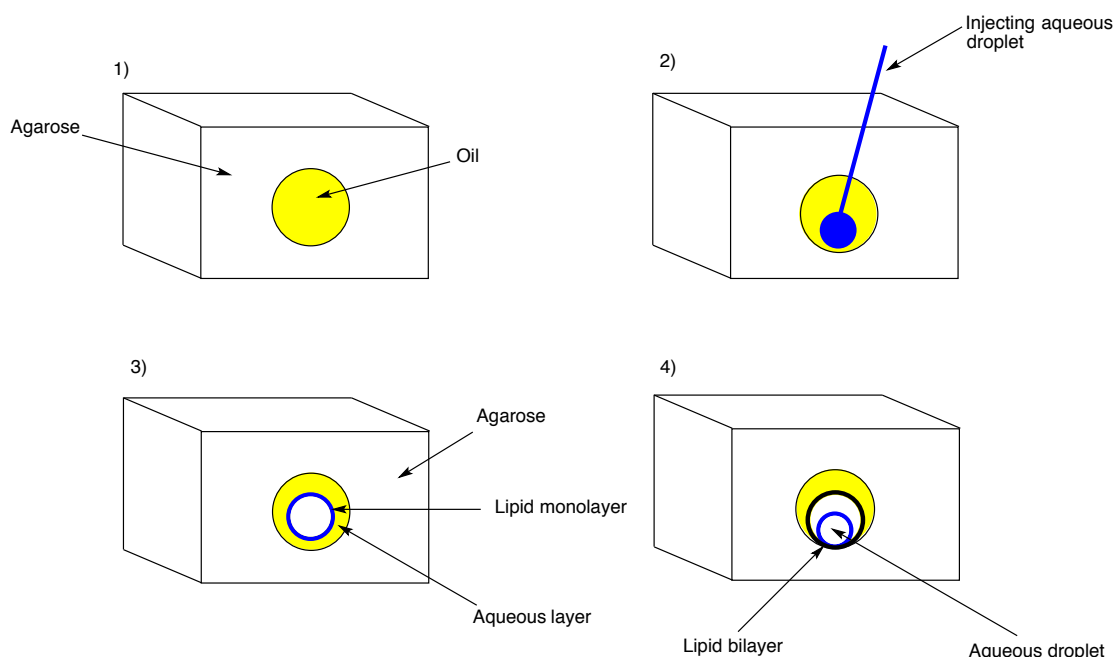 1)
Agarose
Oil
2)
Injecting aqueous
droplet
3)
Agarose
Lipid monolayer
Aqueous layer
4)
Lipid bilayer
Aqueous droplet